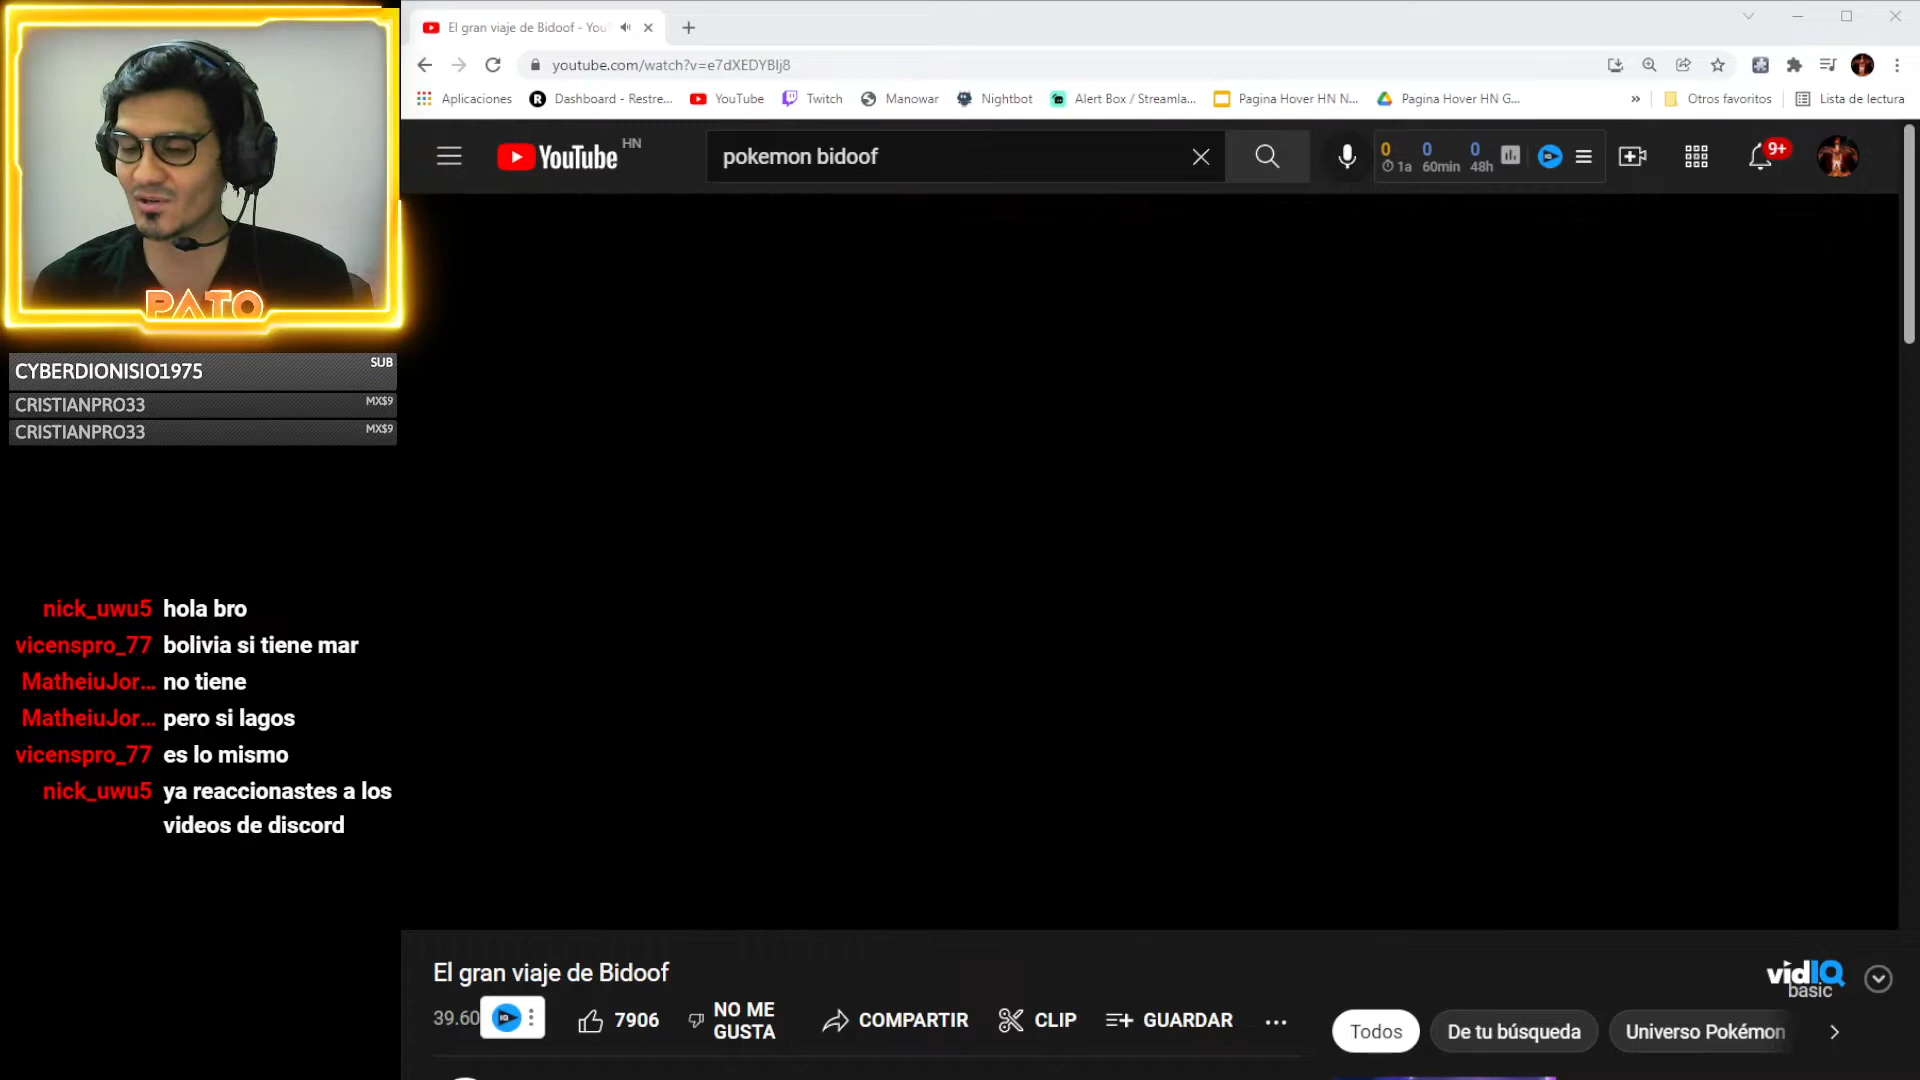 El gran viaje de Bidoof - You
youtube.com/watch?v=e7dXEDYBIj8
Aplicaciones
Dashboard - Restre...
YouTube
Twitch
Manowar
Nightbot
Alert Box / Streamla...
Pagina Hover HN N...
Pagina Hover HN G...
»
Otros favoritos
Lista de lectura
YouTube HN
pokemon bidoof
0 0 0
1a 60min 48h
9+
PATO
CYBERDIONISIO1975 SUB
CRISTIANPRO33 MX$9
CRISTIANPRO33 MX$9
nick_uwu5 hola bro
vicenspro_77 bolivia si tiene mar
MatheiuJor... no tiene
MatheiuJor... pero si lagos
vicenspro_77 es lo mismo
nick_uwu5 ya reaccionastes a los
videos de discord
El gran viaje de Bidoof
39.60
7906
NO ME
GUSTA
COMPARTIR
CLIP
GUARDAR
vidIQ
basic
Todos
De tu búsqueda
Universo Pokémon